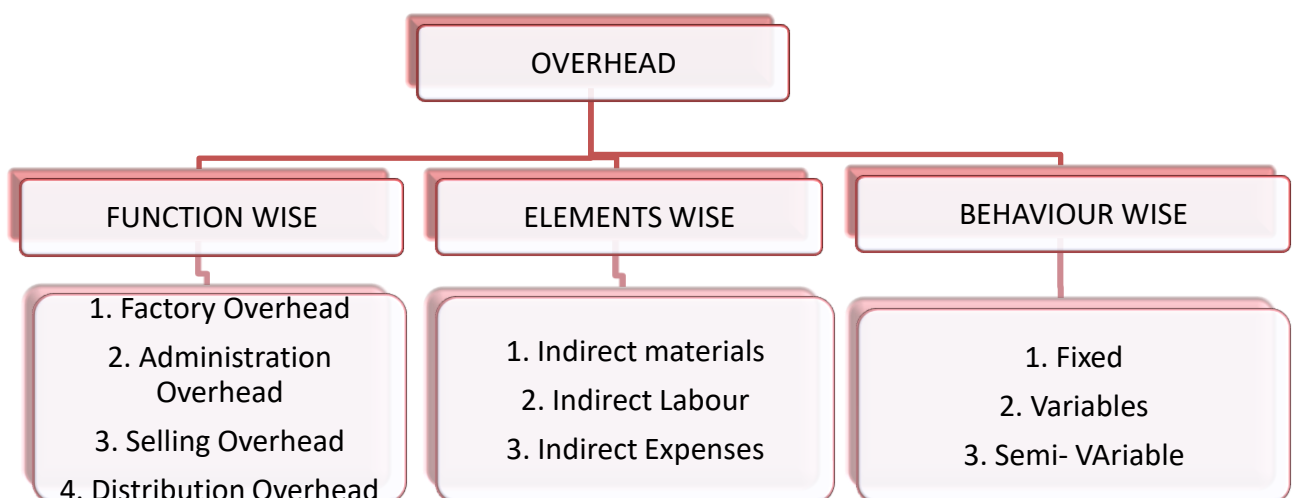 OVERHEAD
FUNCTION WISE
1. Factory Overhead
2. Administration
Overhead
3. Selling Overhead
4. Distribution Overhead
ELEMENTS WISE
1. Indirect materials
2. Indirect Labour
3. Indirect Expenses
BEHAVIOUR WISE
1. Fixed
2. Variables
3. Semi- VAriable